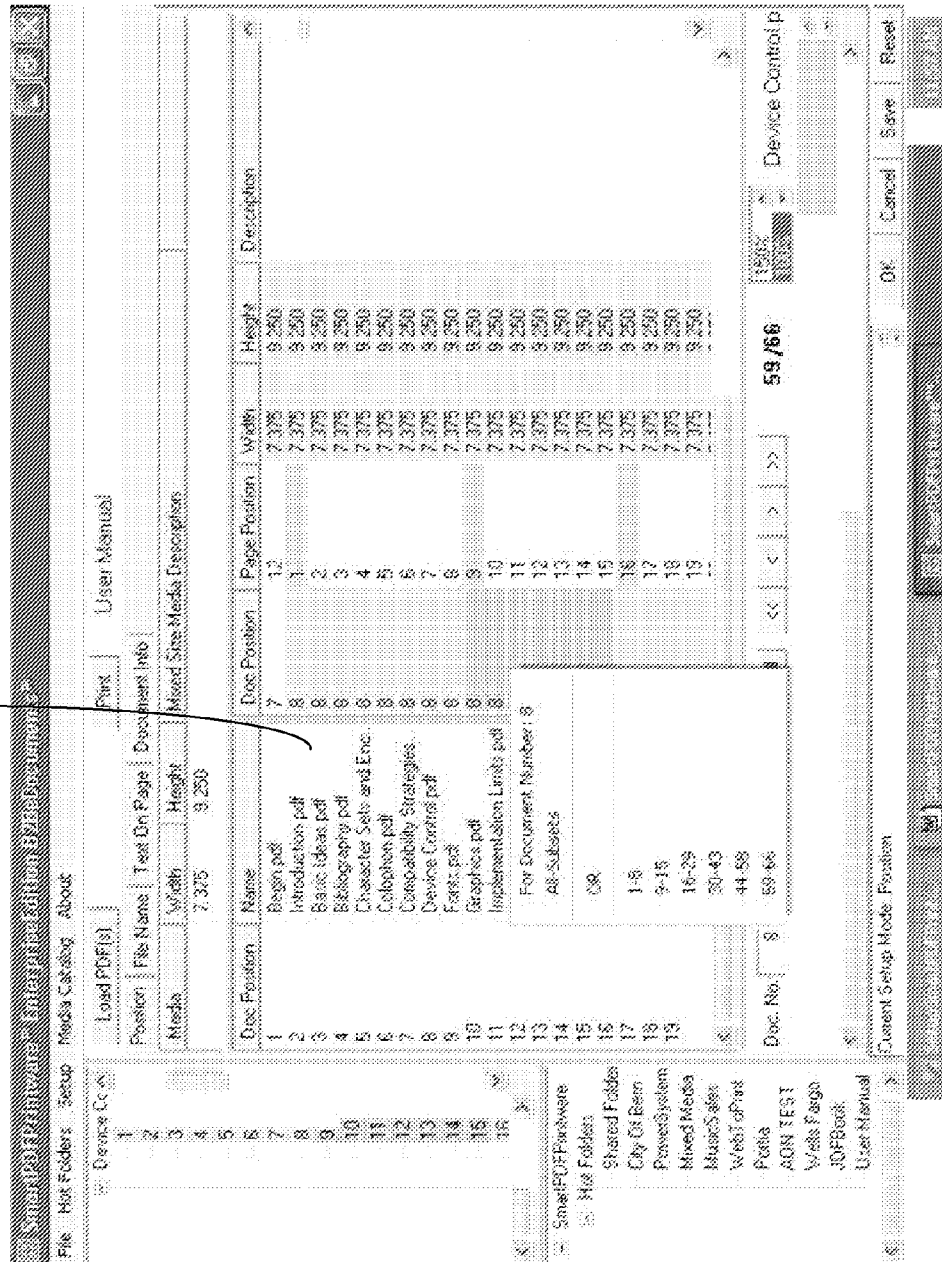 SmartPDFPrintware
File Hot Folders Setup Media Catalog About
Load PDF(s) Print User Manual
Position File Name Text On Page Document Info
Media Width Height Mixed Size Media Description
7.375 9.250
Doc Position Name Doc Position Page Position Width Height Description
1 Begin.pdf 7 12 7.375 9.250
2 Introduction.pdf 8 1 7.375 9.250
3 Basic Ideas.pdf 8 2 7.375 9.250
4 Bibliography.pdf 8 3 7.375 9.250
5 Character Sets and Enc.. 8 4 7.375 9.250
6 Colophon.pdf 8 5 7.375 9.250
7 Compatibility Strategies... 8 6 7.375 9.250
8 Device Control.pdf 8 7 7.375 9.250
9 Fonts.pdf 8 8 7.375 9.250
10 Graphics.pdf 8 9 7.375 9.250
11 Implementation Limits.pdf 8 10 7.375 9.250
12 11 7.375 9.250
13 12 7.375 9.250
14 13 7.375 9.250
15 14 7.375 9.250
16 15 7.375 9.250
17 16 7.375 9.250
18 17 7.375 9.250
19 18 7.375 9.250
19 7.375 9.250
For Document Number: 8
All-Subsets
OR
1-8
9-15
16-29
30-43
44-58
59-66
Doc. No. 8 << < > >> 59 /66 150% Device Control.p
Device Co
1
2
3
4
5
6
7
8
9
10
11
12
13
14
15
16
SmartPDFPrintware
Hot Folders
Shared Folder
City Of Bern
PowerSystem
Mixed Media
MusicSales
WebToPrint
Portia
AON TEST
Wells Fargo
JDFBook
User Manual
Current Setup Mode: Position OK Cancel Save Reset